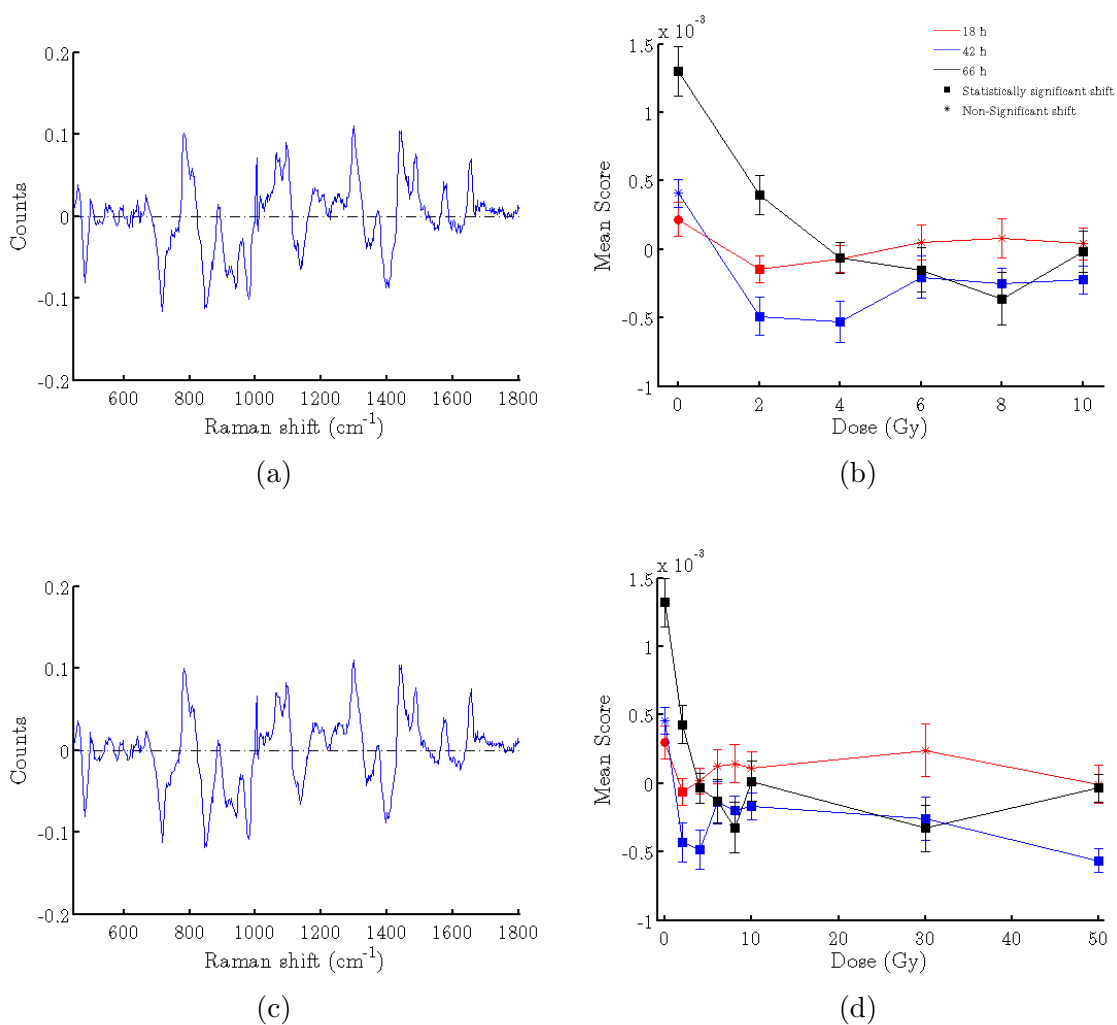 0.2
0.1
0
-0.1
-0.2
Counts
600 800 1000 1200 1400 1600 1800
Raman shift (cm⁻¹)
(a)
x 10⁻³
1.5
1
0.5
0
-0.5
-1
Mean Score
18 h
42 h
66 h
Statistically significant shift
Non-Significant shift
0 2 4 6 8 10
Dose (Gy)
(b)
0.2
0.1
0
-0.1
-0.2
Counts
600 800 1000 1200 1400 1600 1800
Raman shift (cm⁻¹)
(c)
x 10⁻³
1.5
1
0.5
0
-0.5
-1
Mean Score
0 10 20 30 40 50
Dose (Gy)
(d)